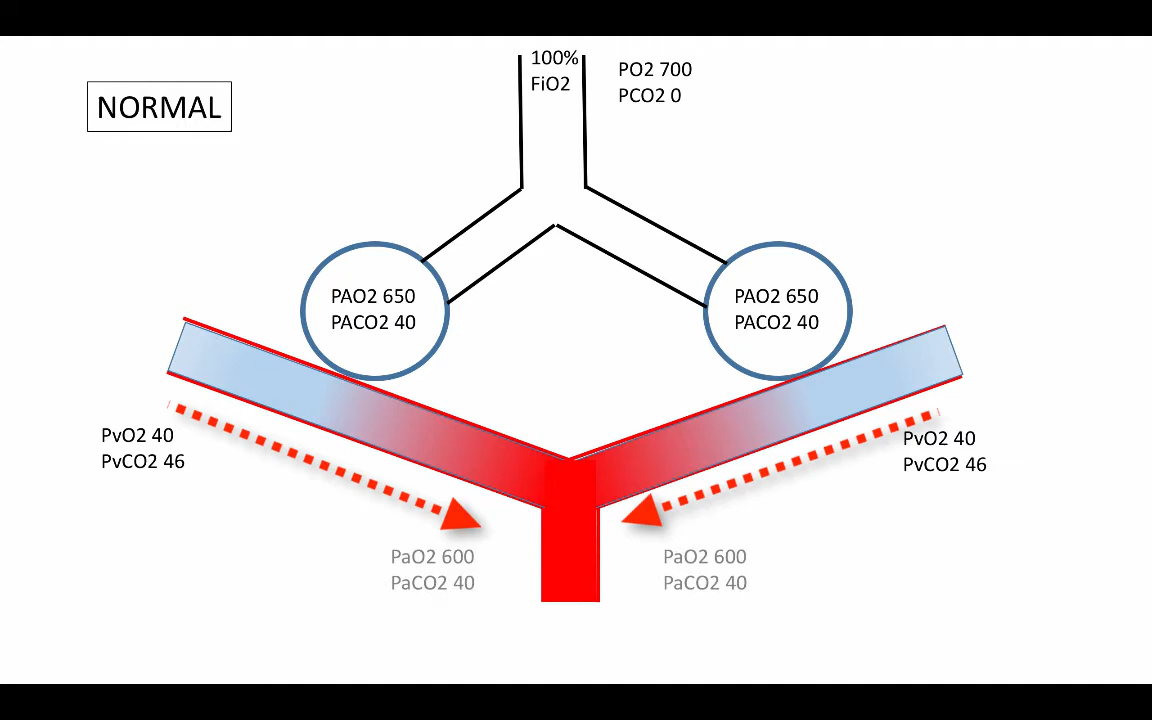 100%
FiO2
PO2 700
PCO2 0
NORMAL
PAO2 650
PACO2 40
PAO2 650
PACO2 40
PvO2 40
PvCO2 46
PvO2 40
PvCO2 46
PaO2 600
PaCO2 40
PaO2 600
PaCO2 40